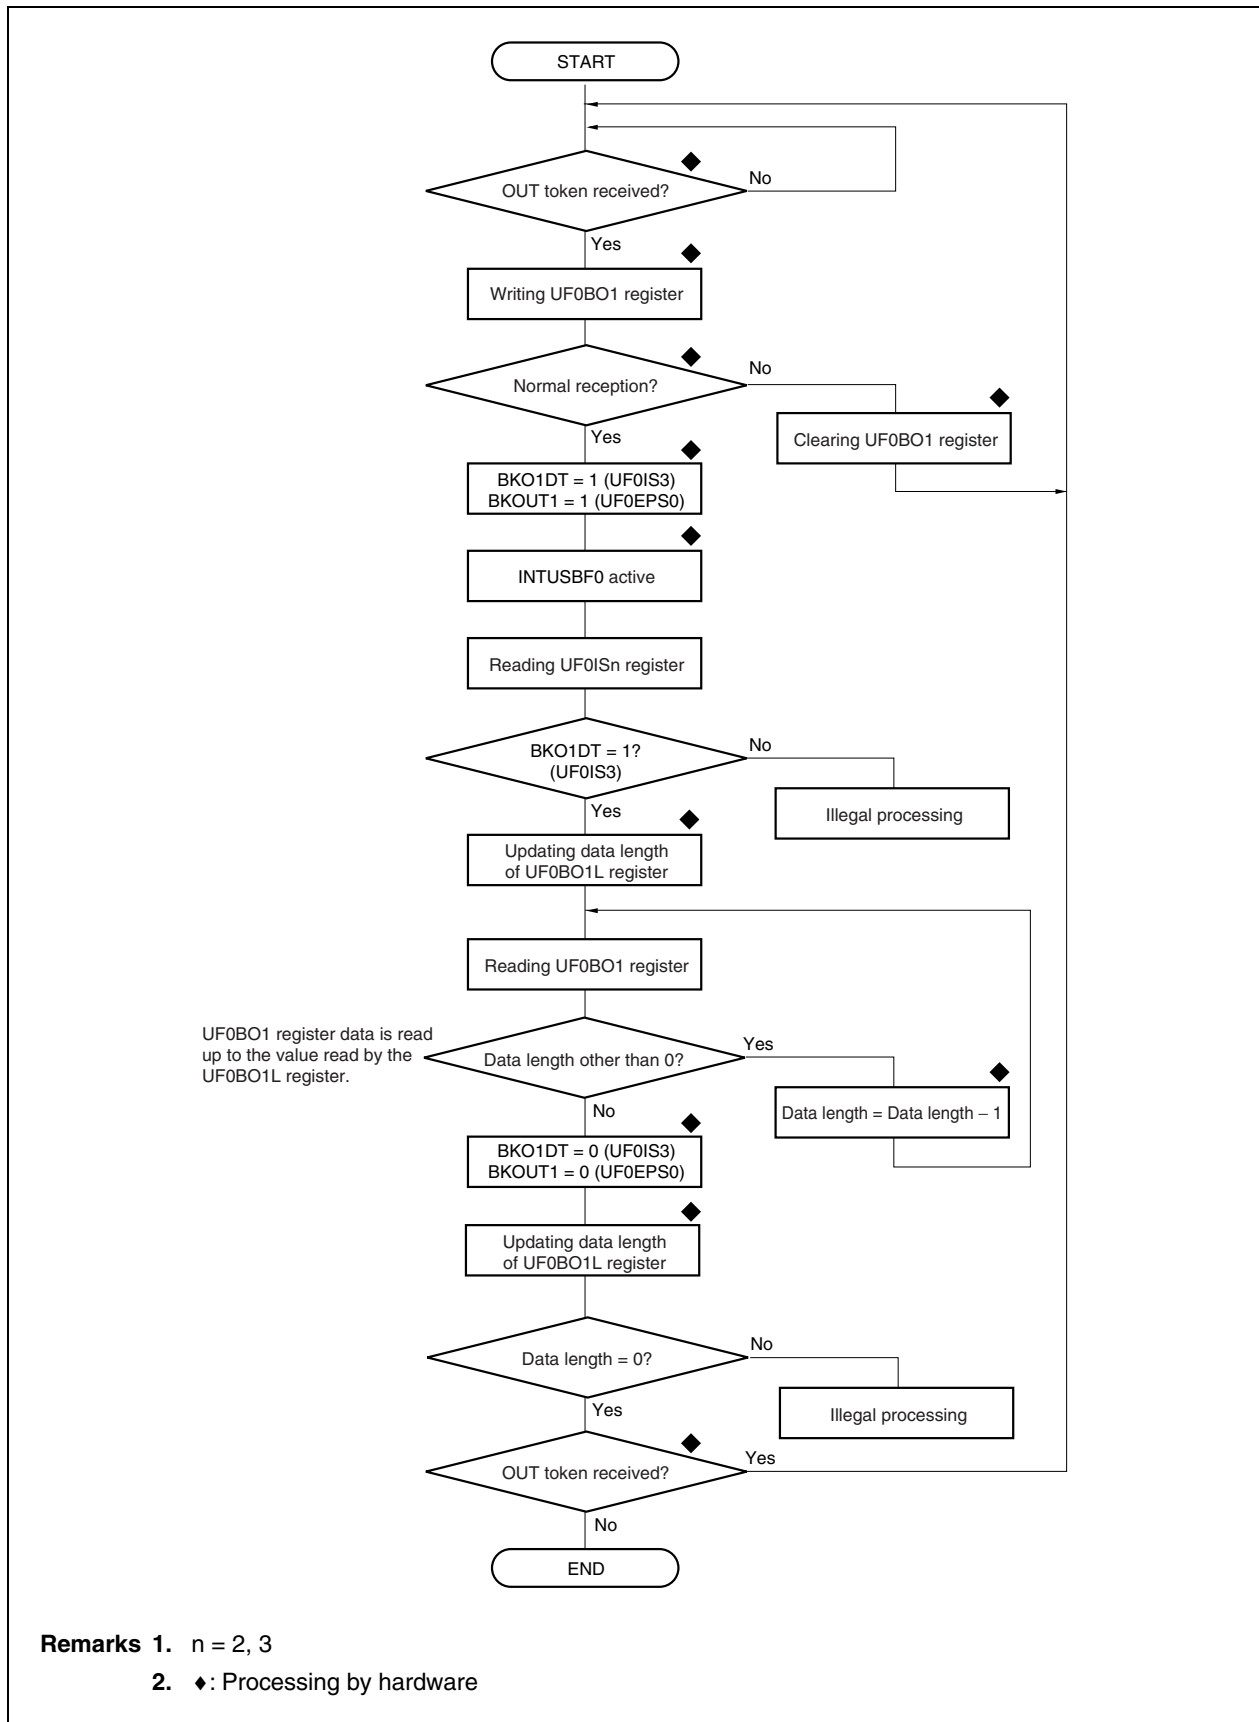 START
OUT token received?
No
Yes
Writing UF0BO1 register
Normal reception?
No
Yes
Clearing UF0BO1 register
BKO1DT = 1 (UF0IS3)
BKOUT1 = 1 (UF0EPS0)
INTUSBF0 active
Reading UF0ISn register
BKO1DT = 1?
(UF0IS3)
No
Yes
Illegal processing
Updating data length
of UF0BO1L register
Reading UF0BO1 register
UF0BO1 register data is read
up to the value read by the
UF0BO1L register.
Data length other than 0?
Yes
No
Data length = Data length – 1
BKO1DT = 0 (UF0IS3)
BKOUT1 = 0 (UF0EPS0)
Updating data length
of UF0BO1L register
Data length = 0?
No
Yes
Illegal processing
OUT token received?
Yes
No
END
Remarks 1. n = 2, 3
2. ♦: Processing by hardware